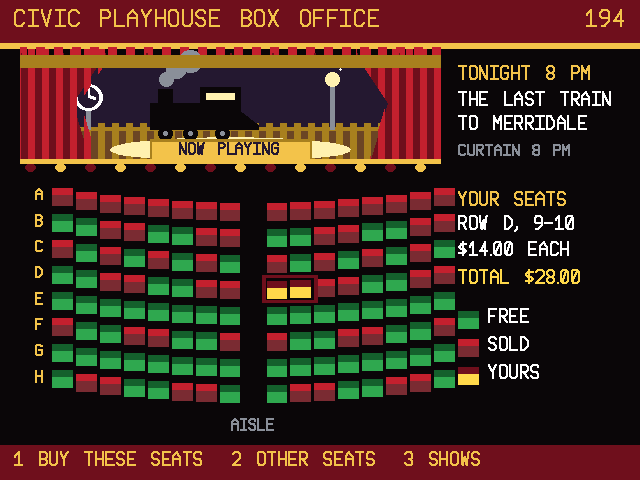 CIVIC PLAYHOUSE BOX OFFICE 194
TONIGHT 8 PM
THE LAST TRAIN
TO MERRIDALE
CURTAIN 8 PM
NOW PLAYING
YOUR SEATS
ROW D, 9-10
$14.00 EACH
TOTAL $28.00
A
B
C
D
E
F
G
H
FREE
SOLD
YOURS
AISLE
1 BUY THESE SEATS 2 OTHER SEATS 3 SHOWS